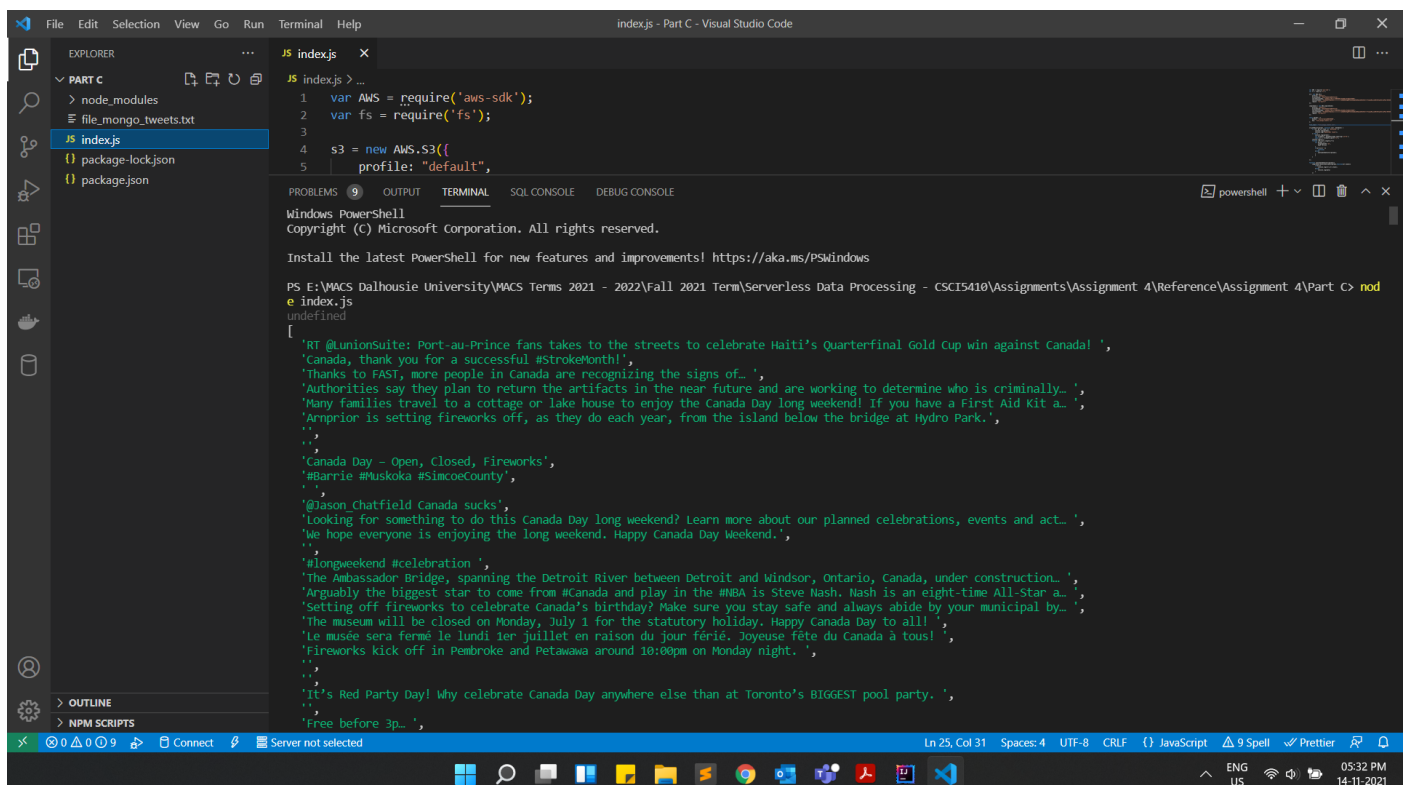 File Edit Selection View Go Run Terminal Help
index.js - Part C - Visual Studio Code
EXPLORER
PART C
node_modules
file_mongo_tweets.txt
JS index.js
{} package-lock.json
{} package.json
OUTLINE
NPM SCRIPTS
JS index.js
JS index.js > ...
1 var AWS = require('aws-sdk');
2 var fs = require('fs');
3
4 s3 = new AWS.S3({
5 profile: "default",
PROBLEMS 9 OUTPUT TERMINAL SQL CONSOLE DEBUG CONSOLE
powershell
Windows PowerShell
Copyright (C) Microsoft Corporation. All rights reserved.
Install the latest PowerShell for new features and improvements! https://aka.ms/PSWindows
PS E:\MACS Dalhousie University\MACS Terms 2021 - 2022\Fall 2021 Term\Serverless Data Processing - CSCI5410\Assignments\Assignment 4\Reference\Assignment 4\Part C> nod
e index.js
undefined
[
'RT @LunionSuite: Port-au-Prince fans takes to the streets to celebrate Haiti’s Quarterfinal Gold Cup win against Canada! ',
'Canada, thank you for a successful #StrokeMonth!',
'Thanks to FAST, more people in Canada are recognizing the signs of… ',
'Authorities say they plan to return the artifacts in the near future and are working to determine who is criminally… ',
'Many families travel to a cottage or lake house to enjoy the Canada Day long weekend! If you have a First Aid Kit a… ',
'Arnprior is setting fireworks off, as they do each year, from the island below the bridge at Hydro Park.',
'',
'',
'Canada Day – Open, Closed, Fireworks',
'#Barrie #Muskoka #SimcoeCounty',
' ',
'@Jason_Chatfield Canada sucks',
'Looking for something to do this Canada Day long weekend? Learn more about our planned celebrations, events and act… ',
'We hope everyone is enjoying the long weekend. Happy Canada Day Weekend.',
'',
'#longweekend #celebration ',
'The Ambassador Bridge, spanning the Detroit River between Detroit and Windsor, Ontario, Canada, under construction… ',
'Arguably the biggest star to come from #Canada and play in the #NBA is Steve Nash. Nash is an eight-time All-Star a… ',
'Setting off fireworks to celebrate Canada’s birthday? Make sure you stay safe and always abide by your municipal by… ',
'The museum will be closed on Monday, July 1 for the statutory holiday. Happy Canada Day to all! ',
'Le musée sera fermé le lundi 1er juillet en raison du jour férié. Joyeuse fête du Canada à tous! ',
'Fireworks kick off in Pembroke and Petawawa around 10:00pm on Monday night. ',
'',
'',
'It’s Red Party Day! Why celebrate Canada Day anywhere else than at Toronto’s BIGGEST pool party. ',
'',
'Free before 3p… ',
0 0 9 Connect Server not selected
Ln 25, Col 31 Spaces: 4 UTF-8 CRLF {} JavaScript 9 Spell Prettier
ENG
US
05:32 PM
14-11-2021